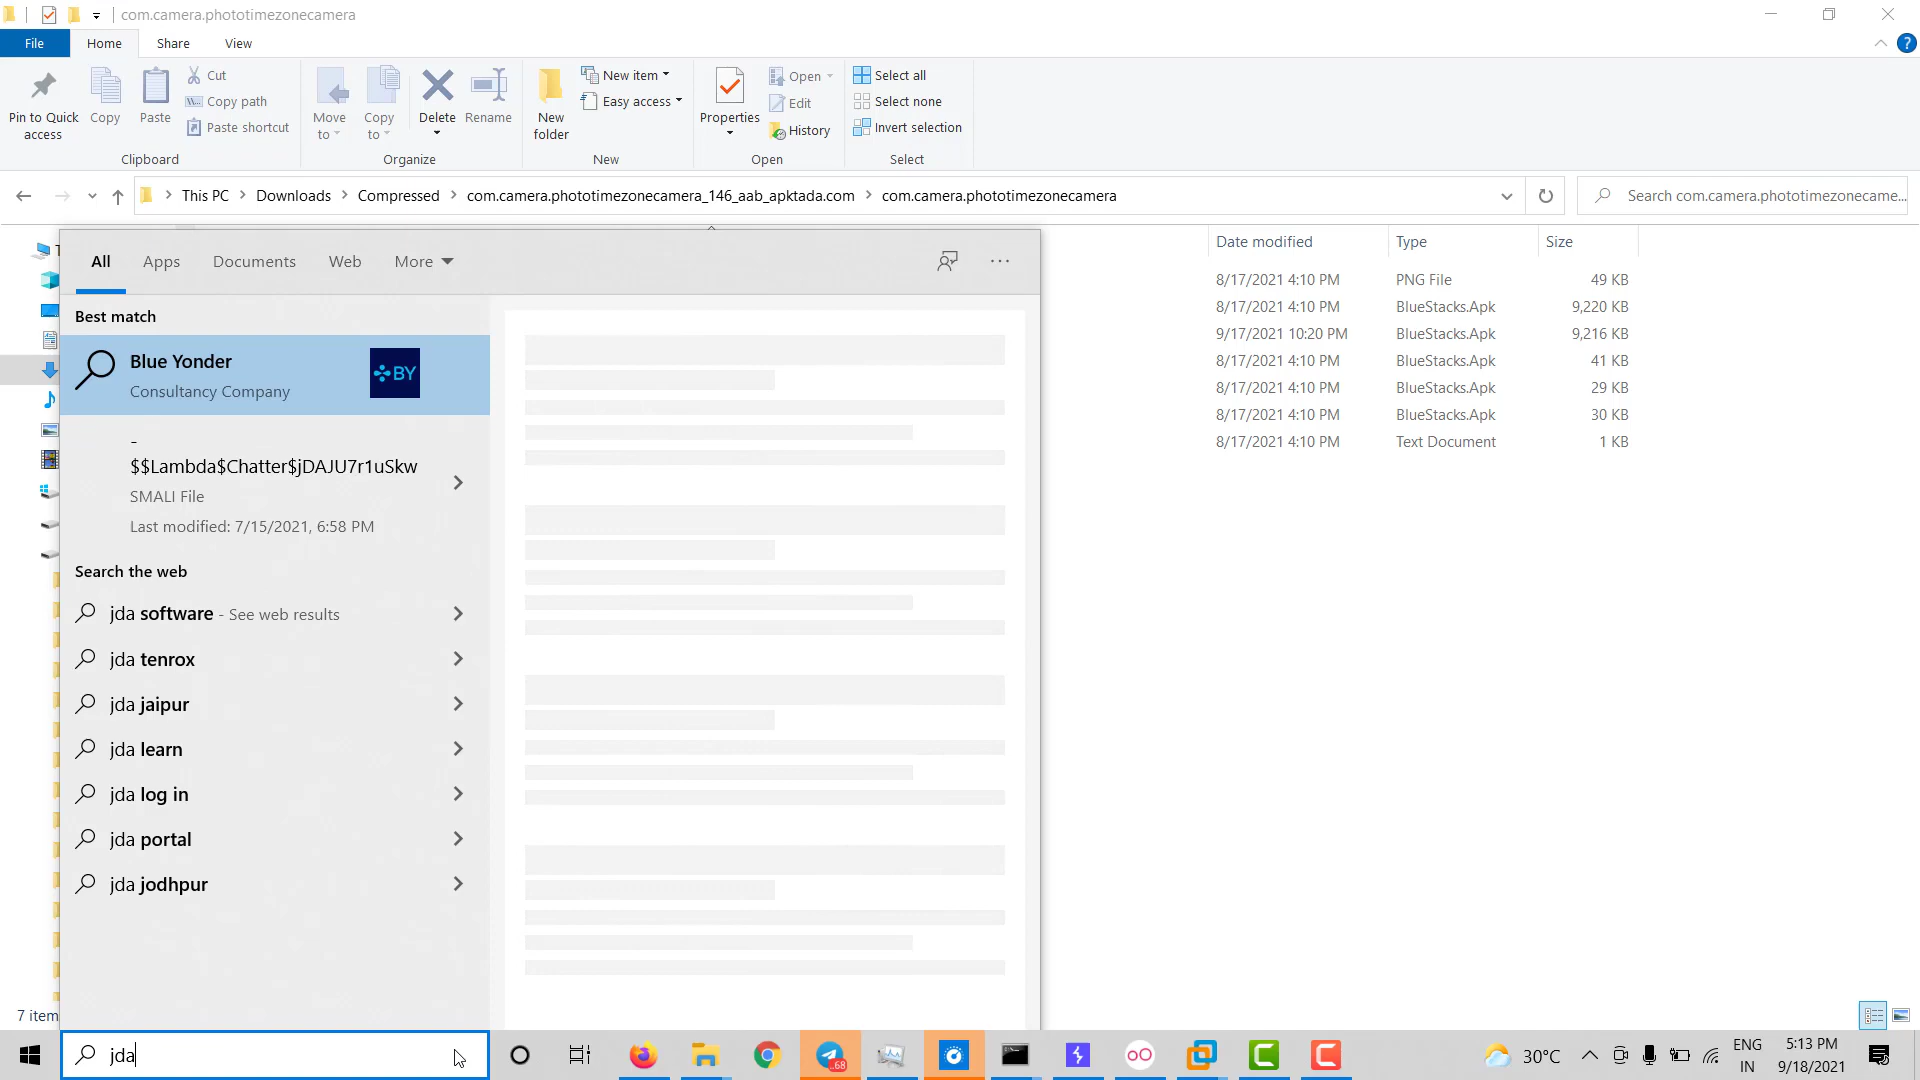 com.camera.phototimezonecamera
File
Home
Share
View
Pin to Quick
access
Copy
Paste
Cut
Copy path
Paste shortcut
Clipboard
Move
to
Copy
to
Delete
Rename
Organize
New
folder
New item
Easy access
New
Properties
Open
Edit
History
Open
Select all
Select none
Invert selection
Select
This PC
Downloads
Compressed
com.camera.phototimezonecamera_146_aab_apktada.com
com.camera.phototimezonecamera
Search com.camera.phototimezonecame...
Date modified
Type
Size
8/17/2021 4:10 PM PNG File 49 KB
8/17/2021 4:10 PM BlueStacks.Apk 9,220 KB
9/17/2021 10:20 PM BlueStacks.Apk 9,216 KB
8/17/2021 4:10 PM BlueStacks.Apk 41 KB
8/17/2021 4:10 PM BlueStacks.Apk 29 KB
8/17/2021 4:10 PM BlueStacks.Apk 30 KB
8/17/2021 4:10 PM Text Document 1 KB
All
Apps
Documents
Web
More
Best match
Blue Yonder
Consultancy Company
BY
-
$$Lambda$Chatter$jDAJU7r1uSkw
SMALI File
Last modified: 7/15/2021, 6:58 PM
Search the web
jda software - See web results
jda tenrox
jda jaipur
jda learn
jda log in
jda portal
jda jodhpur
7 item
jda
68
30°C
ENG
IN
5:13 PM
9/18/2021